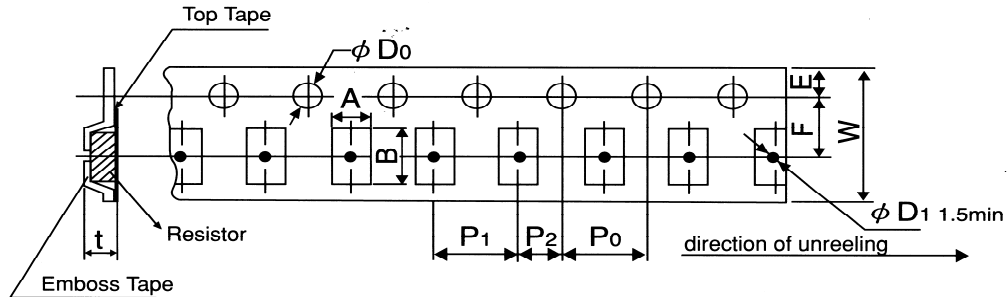 Top Tape
φ D0
A
B
E
F
W
φ D1 1.5min
t
Resistor
P1
P2
P0
direction of unreeling
Emboss Tape